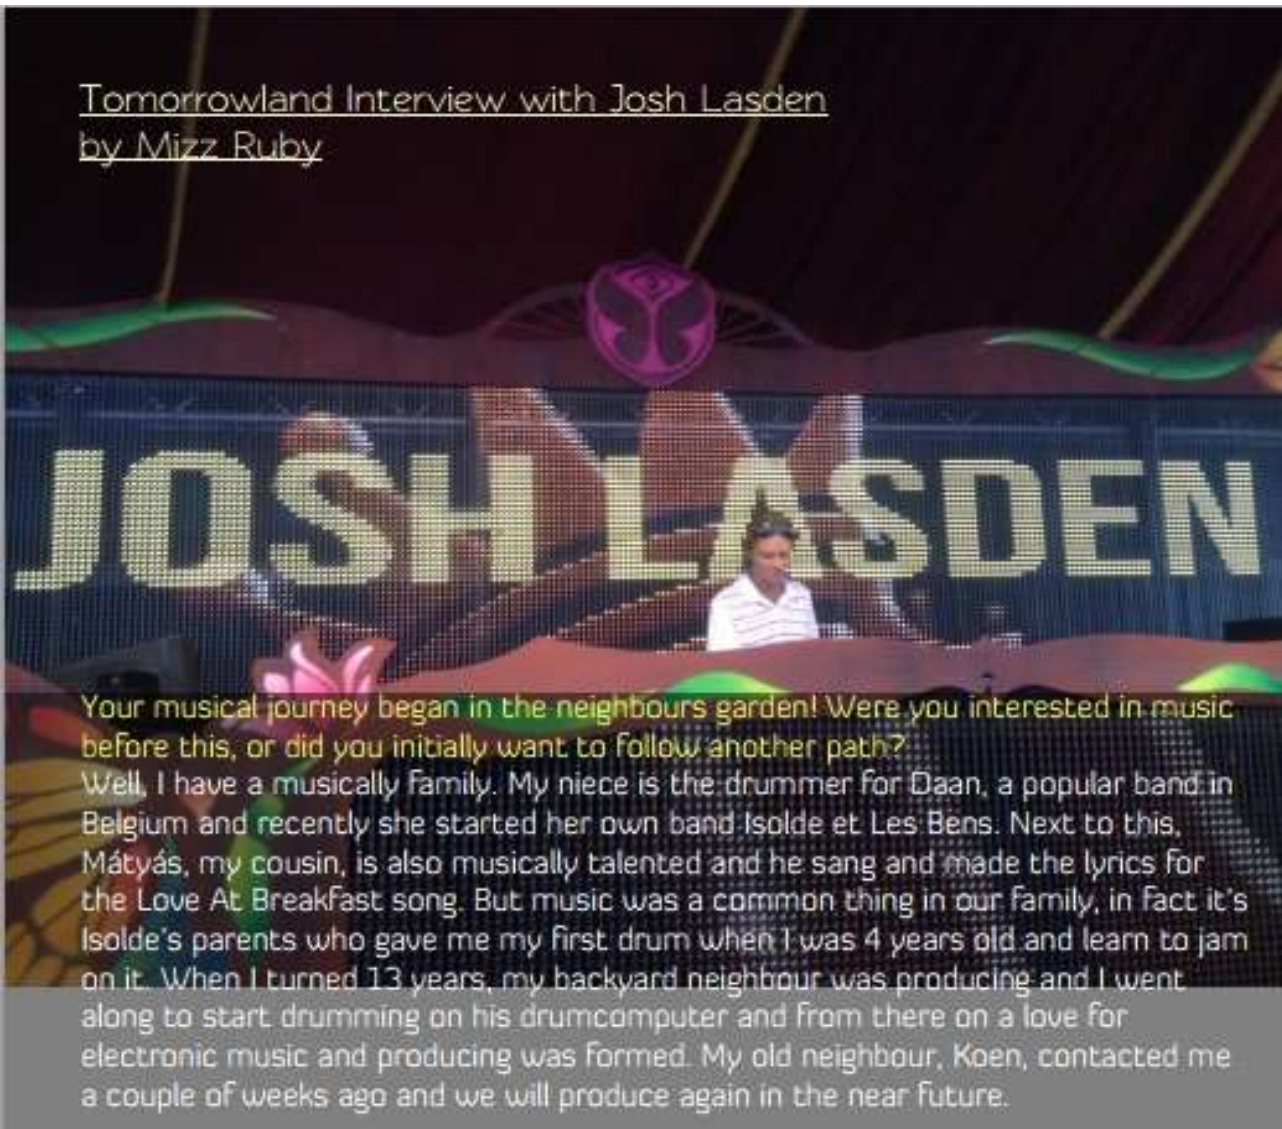 Tomorrowland Interview with Josh Lasden
by Mizz Ruby
JOSH LASDEN
Your musical journey began in the neighbours garden! Were you interested in music
before this, or did you initially want to follow another path?
Well, I have a musically family. My niece is the drummer for Daan, a popular band in
Belgium and recently she started her own band Isolde et Les Bens. Next to this,
Mátyás, my cousin, is also musically talented and he sang and made the lyrics for
the Love At Breakfast song. But music was a common thing in our family, in fact it's
Isolde's parents who gave me my first drum when I was 4 years old and learn to jam
on it. When I turned 13 years, my backyard neighbour was producing and I went
along to start drumming on his drumcomputer and from there on a love for
electronic music and producing was formed. My old neighbour, Koen, contacted me
a couple of weeks ago and we will produce again in the near future.